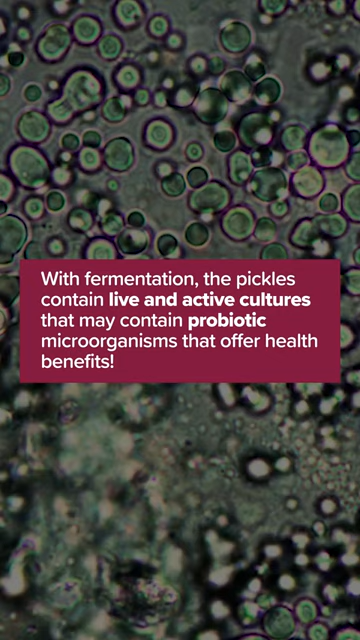 With fermentation, the pickles
contain live and active cultures
that may contain probiotic
microorganisms that offer health
benefits!